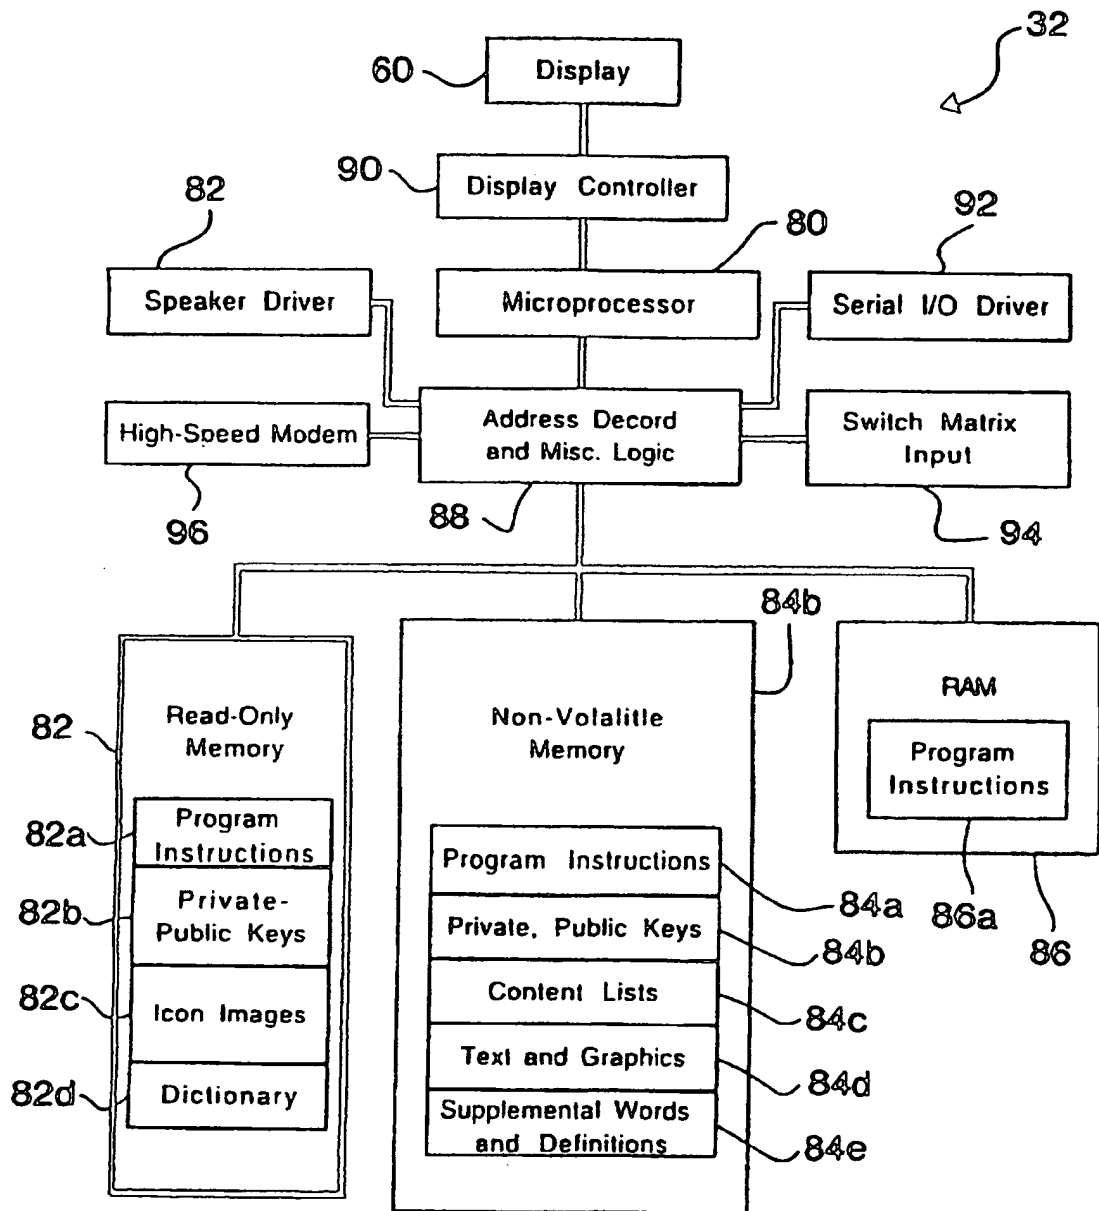 32
60
Display
90
Display Controller
82
80
92
Speaker Driver
Microprocessor
Serial I/O Driver
High-Speed Modem
Address Decord
and Misc. Logic
Switch Matrix
Input
96
88
94
84b
82
Read-Only
Memory
Non-Volalitle
Memory
RAM
Program
Instructions
82a
Program
Instructions
82b
Private-
Public Keys
82c
Icon Images
82d
Dictionary
Program Instructions
84a
Private, Public Keys
84b
Content Lists
84c
Text and Graphics
84d
Supplemental Words
and Definitions
84e
86a
86